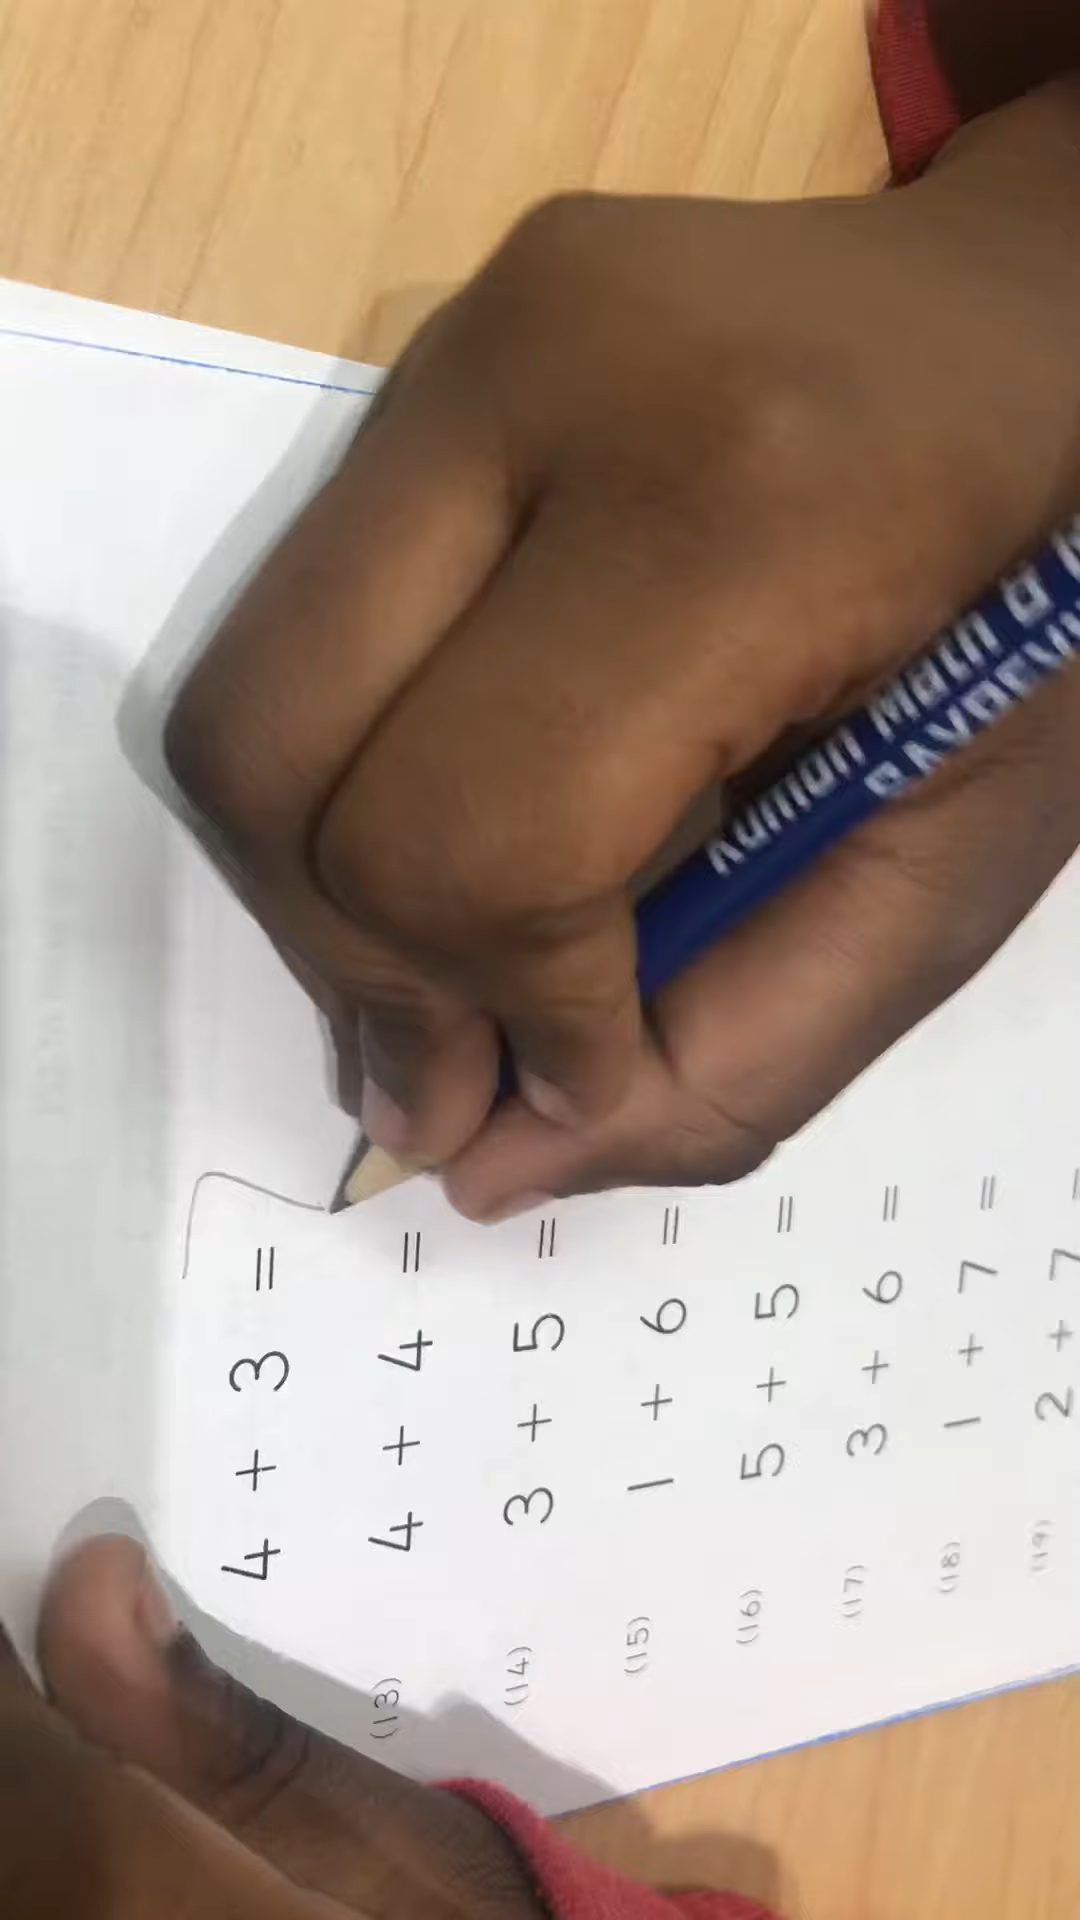 4 + 3 =
(13) 4 + 4 =
(14) 3 + 5 =
(15) 1 + 6 =
(16) 5 + 5 =
(17) 3 + 6 =
(18) 1 + 7 =
(19) 2 + 7 =
Kumon Math &